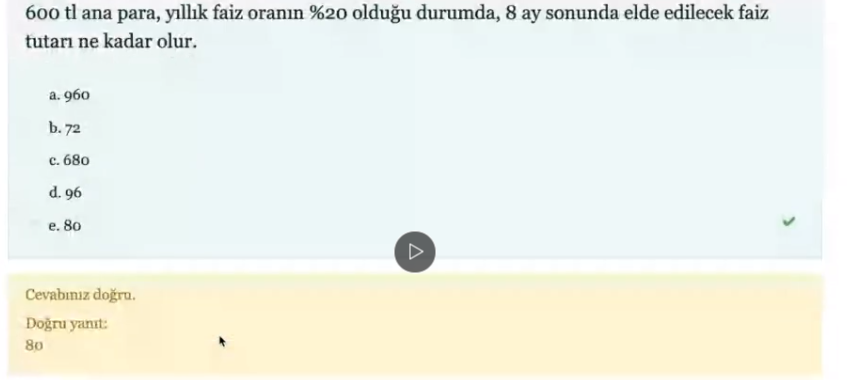 600 tl ana para, yıllık faiz oranın %20 olduğu durumda, 8 ay sonunda elde edilecek faiz
tutarı ne kadar olur.
a. 960
b. 72
c. 680
d. 96
e. 80
Cevabınız doğru.
Doğru yanıt:
80